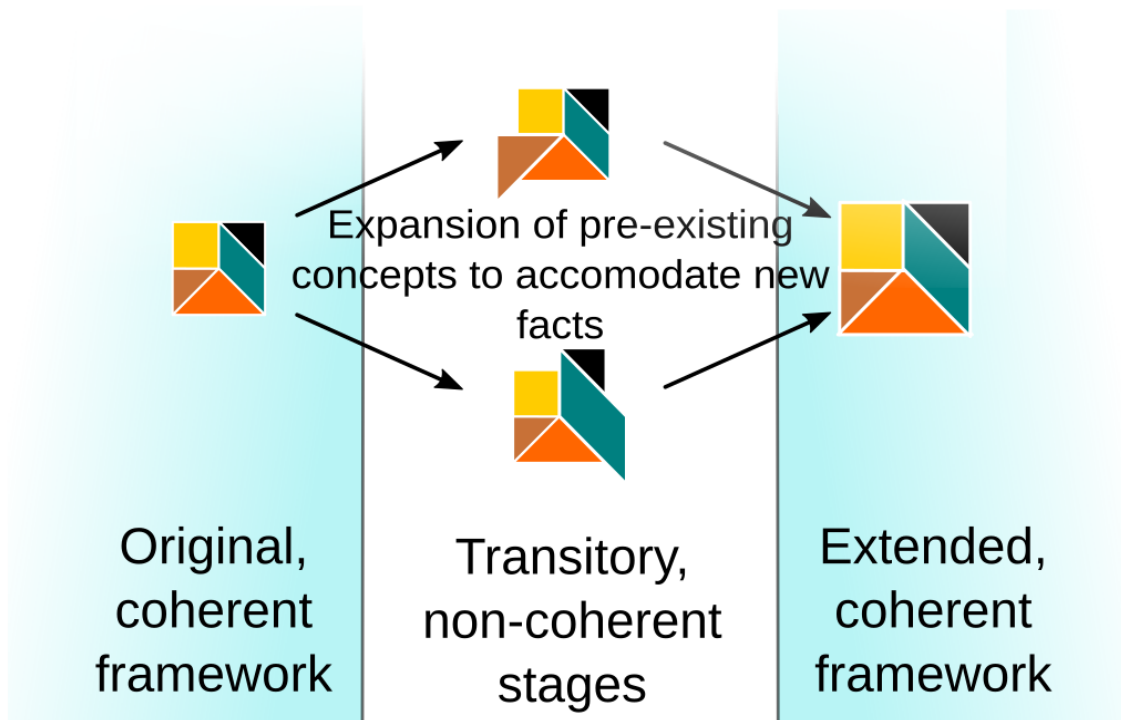 Expansion of pre-existing
concepts to accomodate new
facts
Original,
coherent
framework
Transitory,
non-coherent
stages
Extended,
coherent
framework